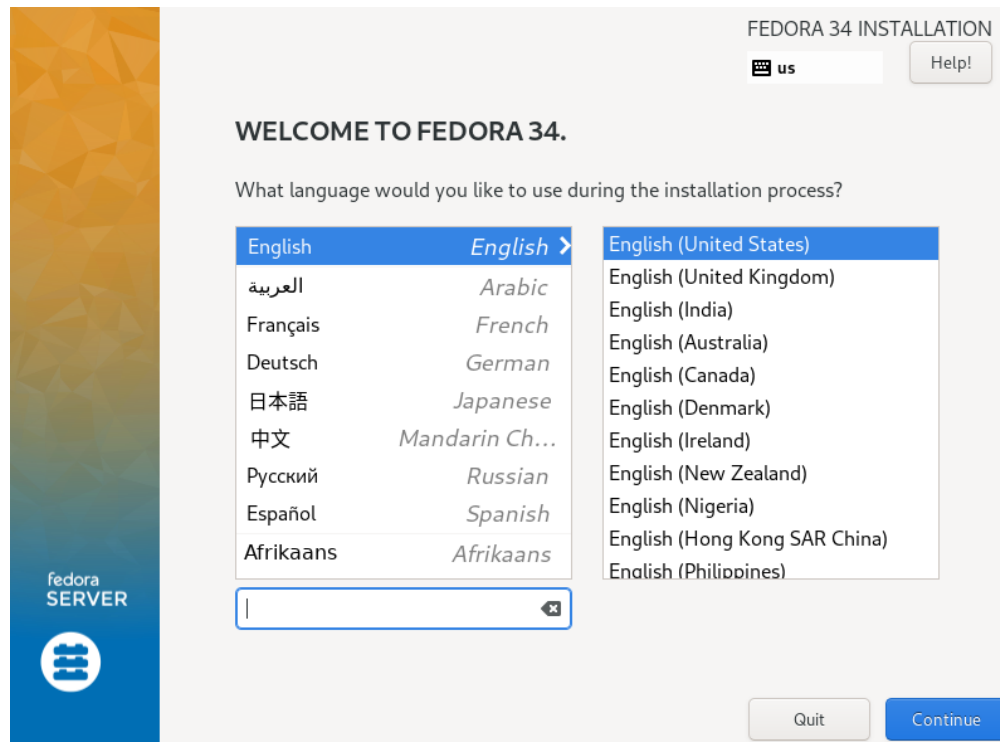 FEDORA 34 INSTALLATION
us
Help!
WELCOME TO FEDORA 34.
What language would you like to use during the installation process?
English English
العربية Arabic
Français French
Deutsch German
日本語 Japanese
中文 Mandarin Ch...
Русский Russian
Español Spanish
Afrikaans Afrikaans
English (United States)
English (United Kingdom)
English (India)
English (Australia)
English (Canada)
English (Denmark)
English (Ireland)
English (New Zealand)
English (Nigeria)
English (Hong Kong SAR China)
English (Philippines)
fedora
SERVER
Quit
Continue